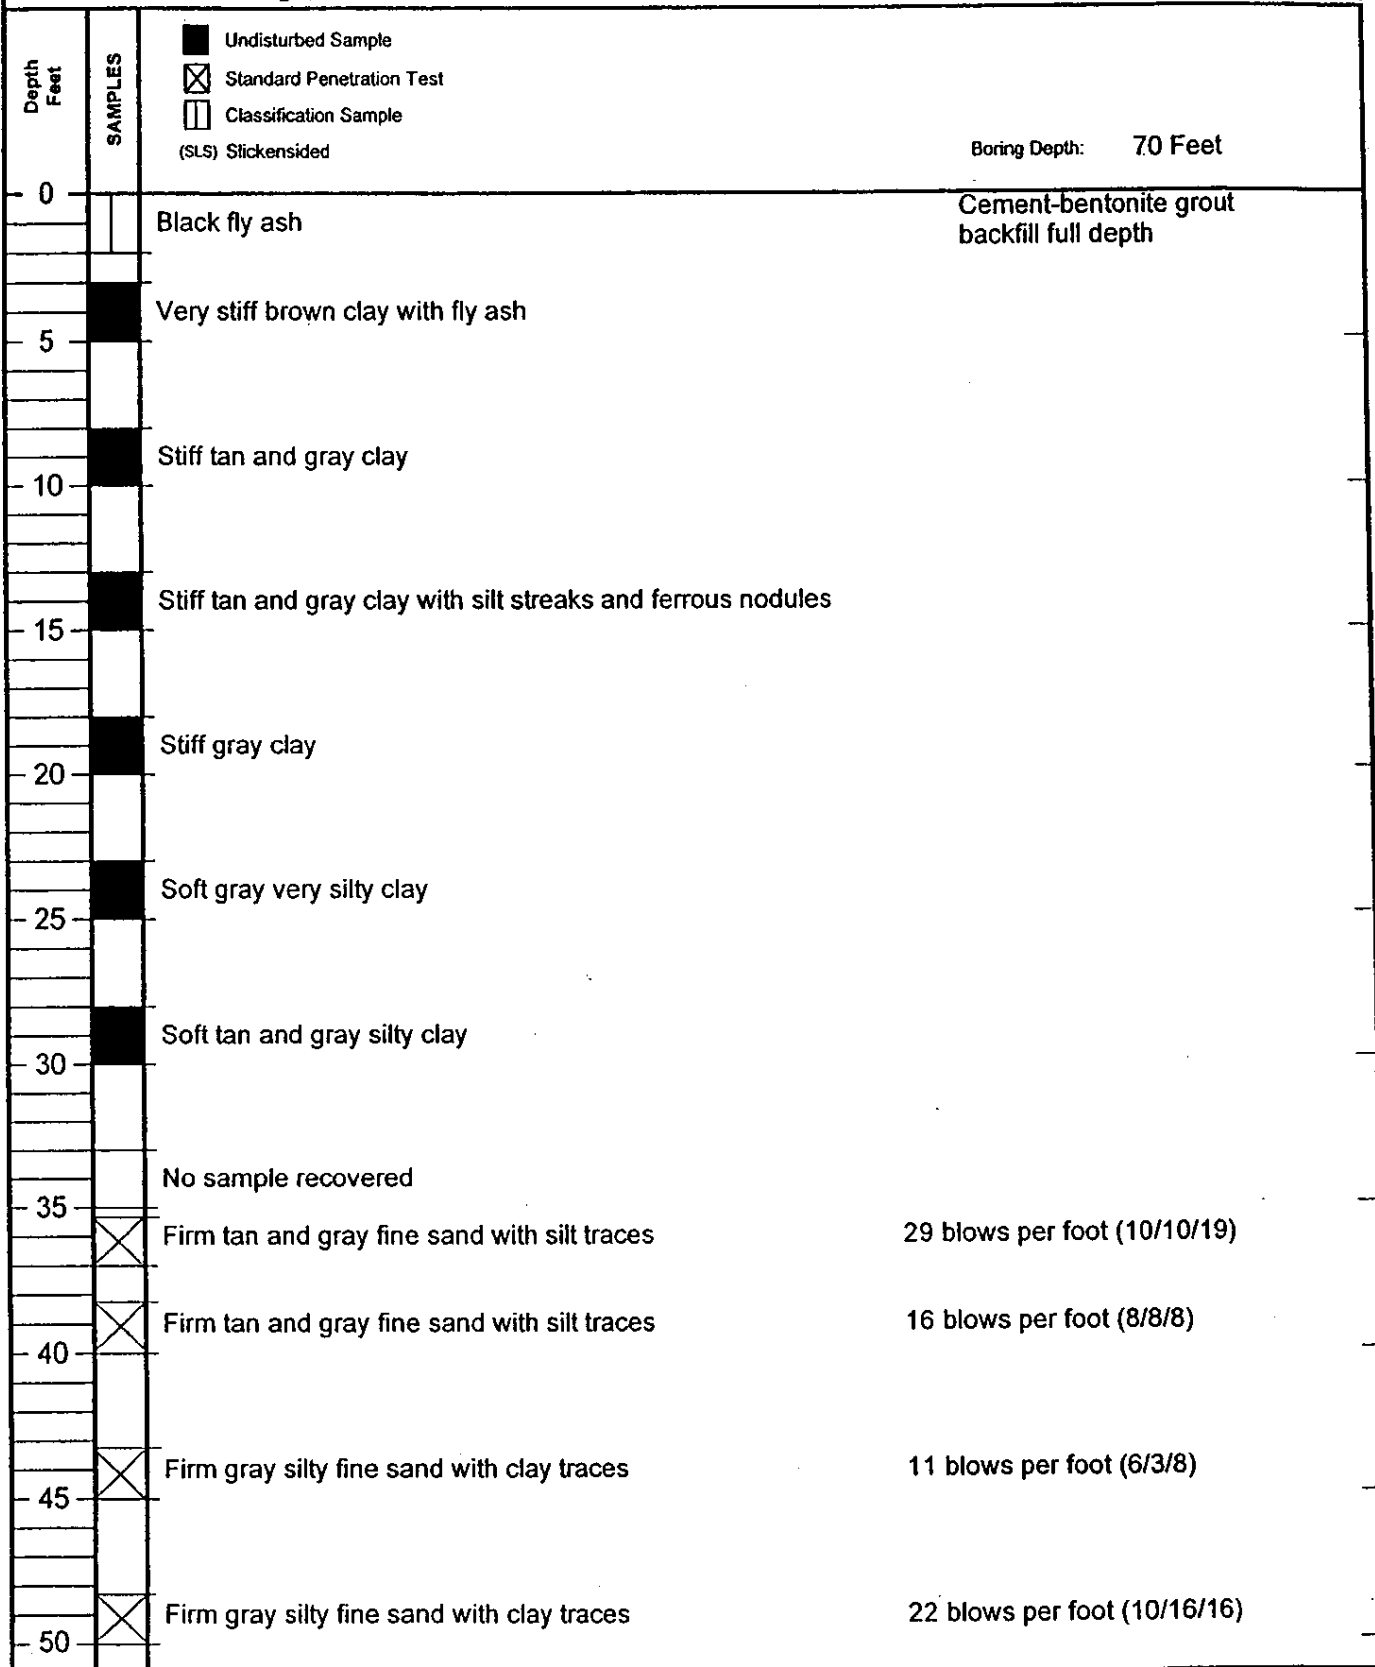 Depth
Feet
SAMPLES
Undisturbed Sample
Standard Penetration Test
Classification Sample
(SLS) Slickensided
Boring Depth: 70 Feet
0
Black fly ash
Cement-bentonite grout
backfill full depth
Very stiff brown clay with fly ash
5
Stiff tan and gray clay
10
Stiff tan and gray clay with silt streaks and ferrous nodules
15
Stiff gray clay
20
Soft gray very silty clay
25
Soft tan and gray silty clay
30
No sample recovered
35
Firm tan and gray fine sand with silt traces 29 blows per foot (10/10/19)
Firm tan and gray fine sand with silt traces 16 blows per foot (8/8/8)
40
Firm gray silty fine sand with clay traces 11 blows per foot (6/3/8)
45
Firm gray silty fine sand with clay traces 22 blows per foot (10/16/16)
50